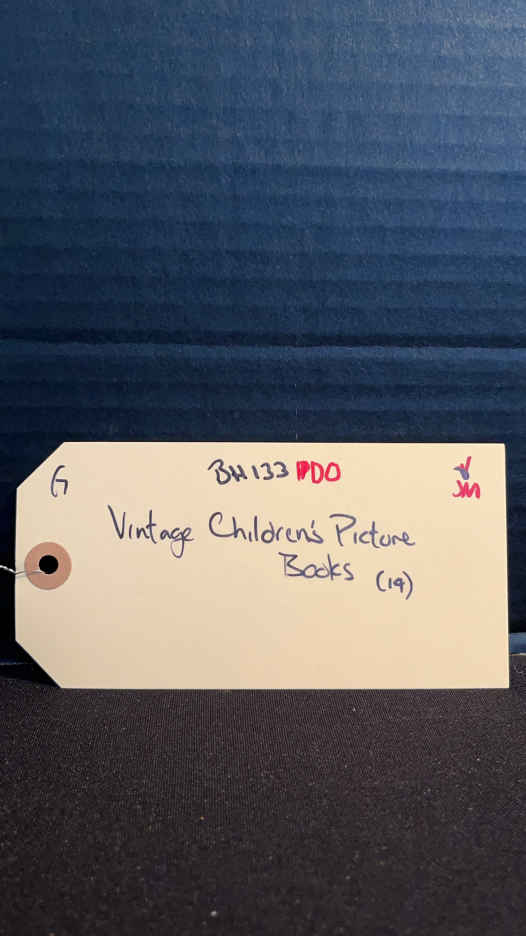 G
BH133 PDO
JM
Vintage Children's Picture
Books (14)